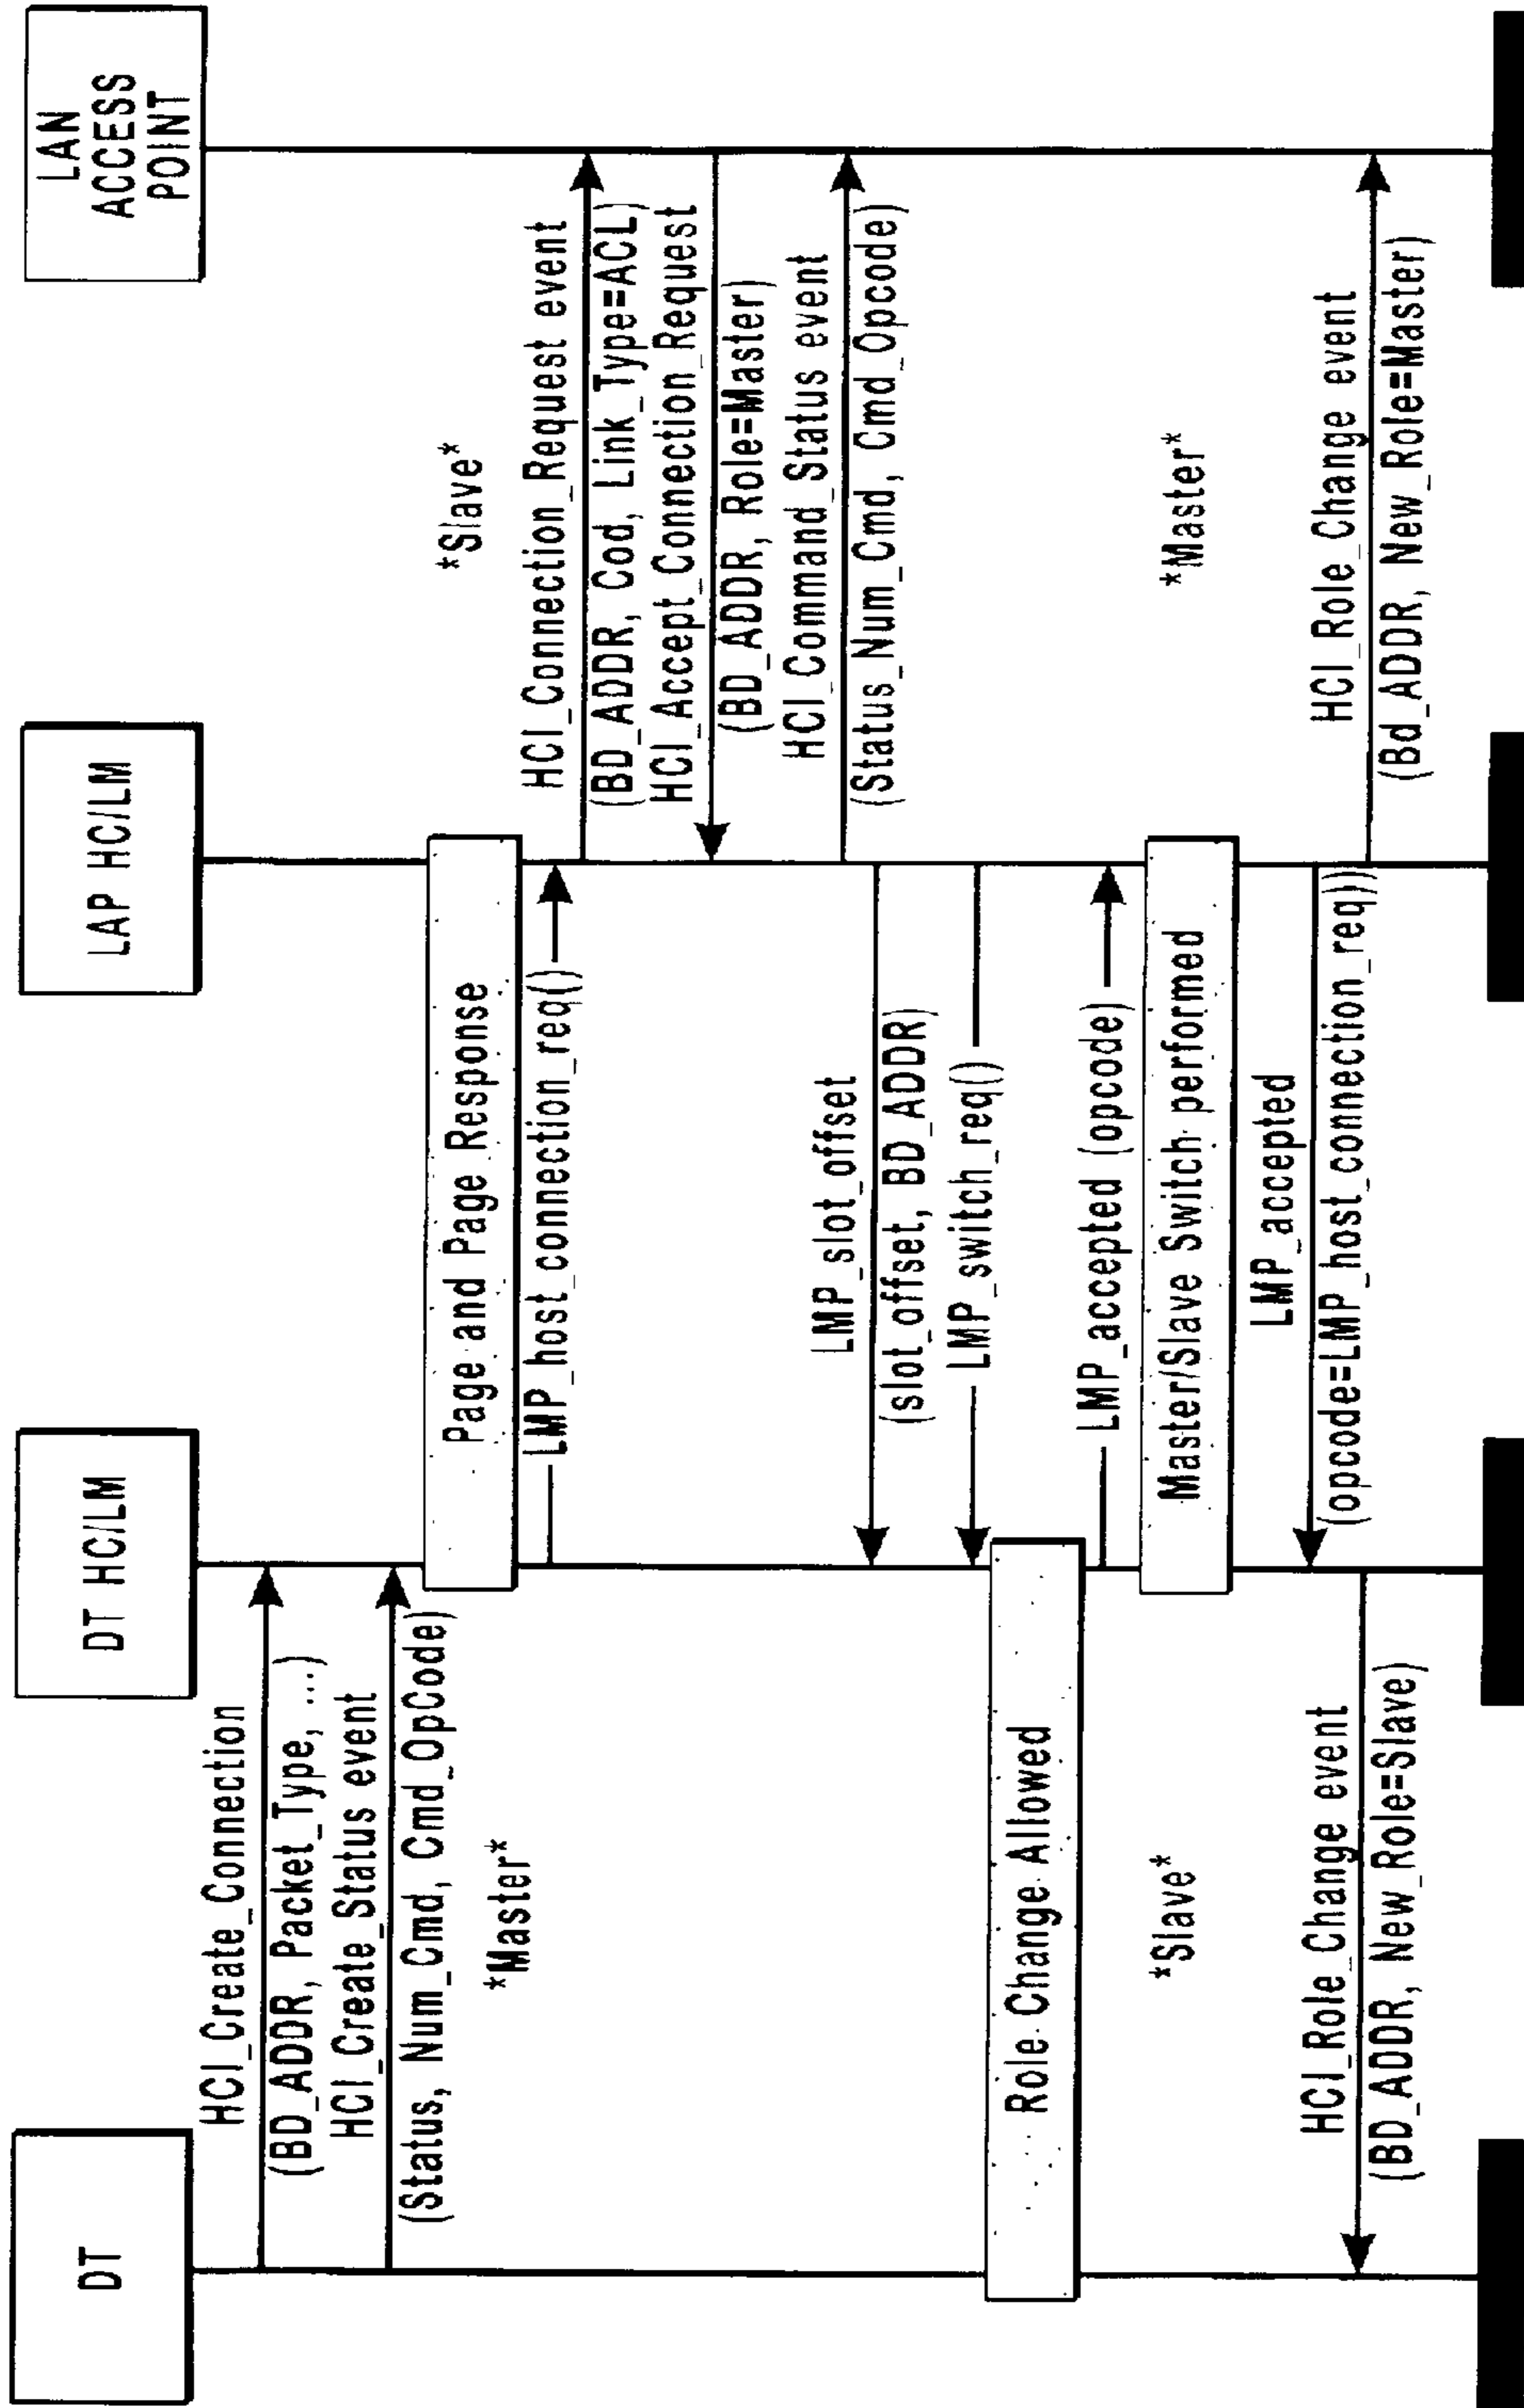 DT
DT HC/LM
LAP HC/LM
LAN
ACCESS
POINT
HCI_Create_Connection
(BD_ADDR, Packet_Type, ...)
HCI_Create_Status event
(Status, Num_Cmd, Cmd_OpCode)
*Master*
Page and Page Response
*Slave*
LMP_host_connection_req()
HCI_Connection_Request event
(BD_ADDR, Cod, Link_Type=ACL)
HCI_Accept_Connection_Request
(BD_ADDR, Role=Master)
HCI_Command_Status event
(Status_Num_Cmd, Cmd_Opcode)
LMP_slot_offset
(slot_offset, BD_ADDR)
LMP_switch_req()
Role Change Allowed
LMP_accepted (opcode)
Master/Slave Switch performed
*Slave*
*Master*
LMP_accepted
(opcode=LMP_host_connection_req))
HCI_Role_Change event
(BD_ADDR, New_Role=Slave)
HCI_Role_Change event
(Bd_ADDR, New_Role=Master)